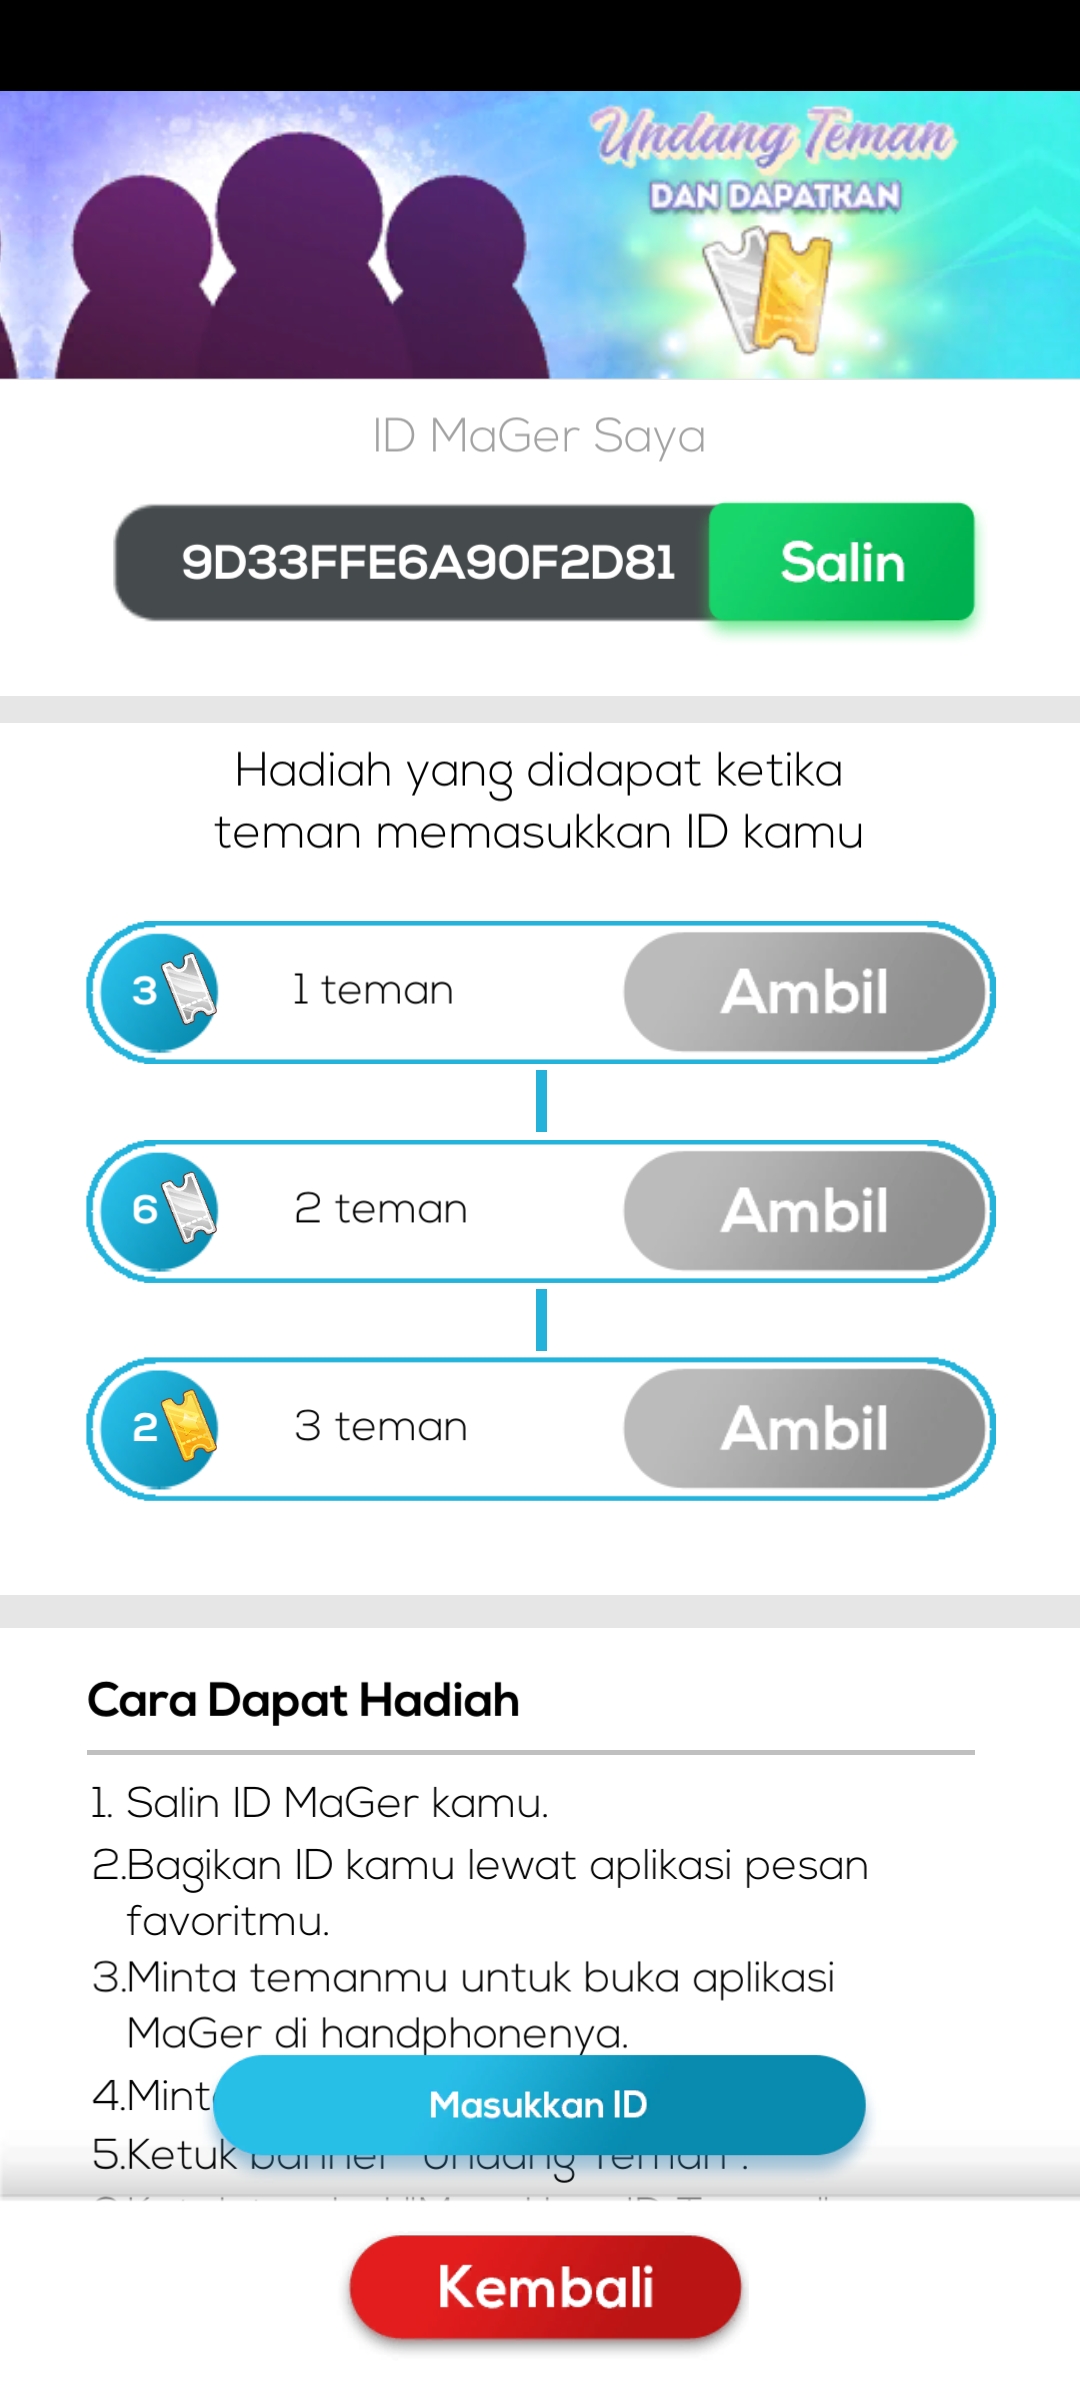 Undang Teman
DAN DAPATKAN
ID MaGer Saya
9D33FFE6A90F2D81
Salin
Hadiah yang didapat ketika
teman memasukkan ID kamu
3
1 teman
Ambil
6
2 teman
Ambil
2
3 teman
Ambil
Cara Dapat Hadiah
1. Salin ID MaGer kamu.
2.Bagikan ID kamu lewat aplikasi pesan
favoritmu.
3.Minta temanmu untuk buka aplikasi
MaGer di handphonenya.
4.Mint
Masukkan ID
5.Ketuk banner "Undang Teman".
Kembali